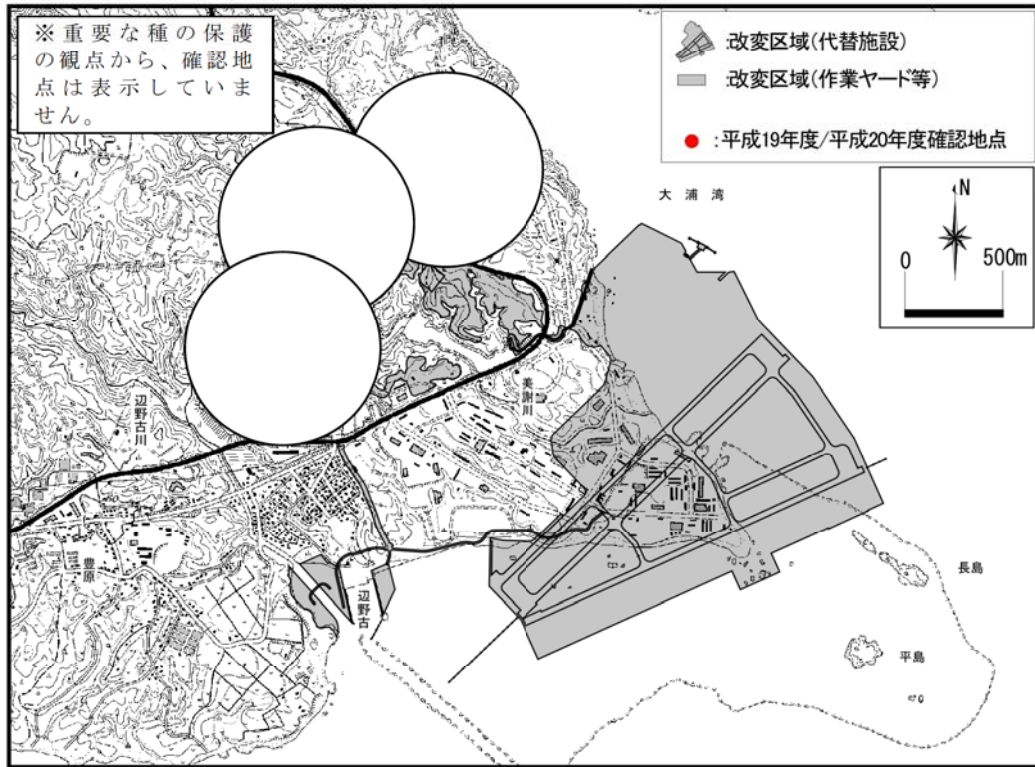 ※重要な種の保護
の観点から、確認地
点は表示していま
せん。
:改変区域(代替施設)
:改変区域(作業ヤード等)
:平成19年度/平成20年度確認地点
大浦湾
N
0 500m
美謝川
辺野古川
豊原
辺野古
長島
平島